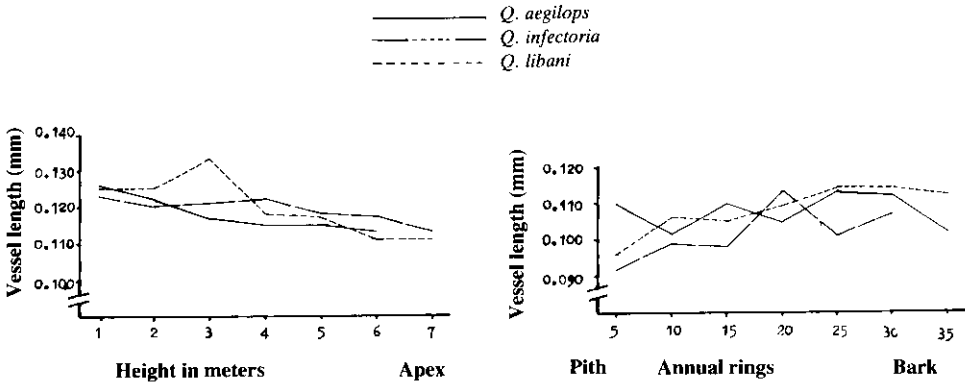 Q. aegilops
Q. infectoria
Q. libani
Vessel length (mm)
0.140
0.130
0.120
0.110
0.100
1 2 3 4 5 6 7
Height in meters Apex
Vessel length (mm)
0.120
0.110
0.100
0.090
5 10 15 20 25 30 35
Pith Annual rings Bark